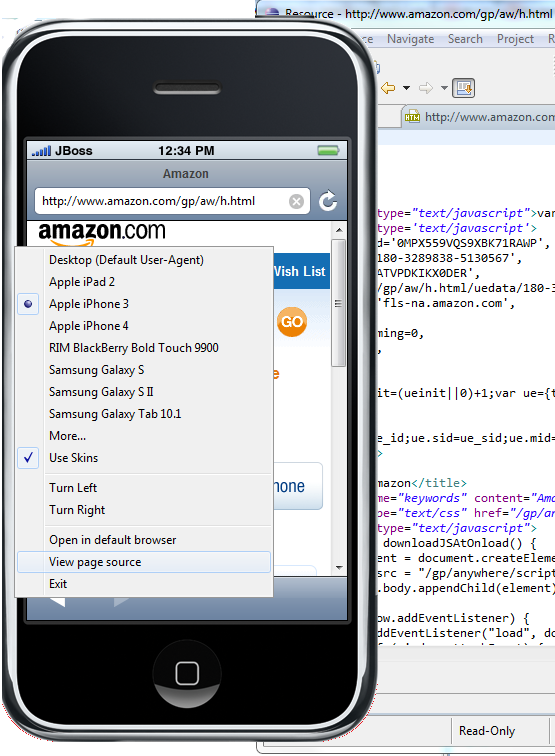 Resource - http://www.amazon.com/gp/aw/h.html
Navigate Search Project
http://www.amazon.com
JBoss 12:34 PM
Amazon
http://www.amazon.com/gp/aw/h.html
amazon.com
Wish List
GO
Desktop (Default User-Agent)
Apple iPad 2
Apple iPhone 3
Apple iPhone 4
RIM BlackBerry Bold Touch 9900
Samsung Galaxy S
Samsung Galaxy S II
Samsung Galaxy Tab 10.1
More...
Use Skins
Turn Left
Turn Right
Open in default browser
View page source
Exit
type="text/javascript">var
type='text/javascript'>
d='0MPX559VQS9XBK71RAWP',
180-3289838-5130567',
ATVPDKIKX0DER',
/gp/aw/h.html/uedata/180-3
'fls-na.amazon.com',
ming=0,
,
it=(ueinit||0)+1;var ue={t
e_id;ue.sid=ue_sid;ue.mid=
>
mazon</title>
me="keywords" content="Ama
pe="text/css" href="/gp/an
type="text/javascript">
downloadJSAtOnload() {
ent = document.createEleme
src = "/gp/anywhere/script
.body.appendChild(element)
ow.addEventListener) {
ddEventListener("load", do
Read-Only